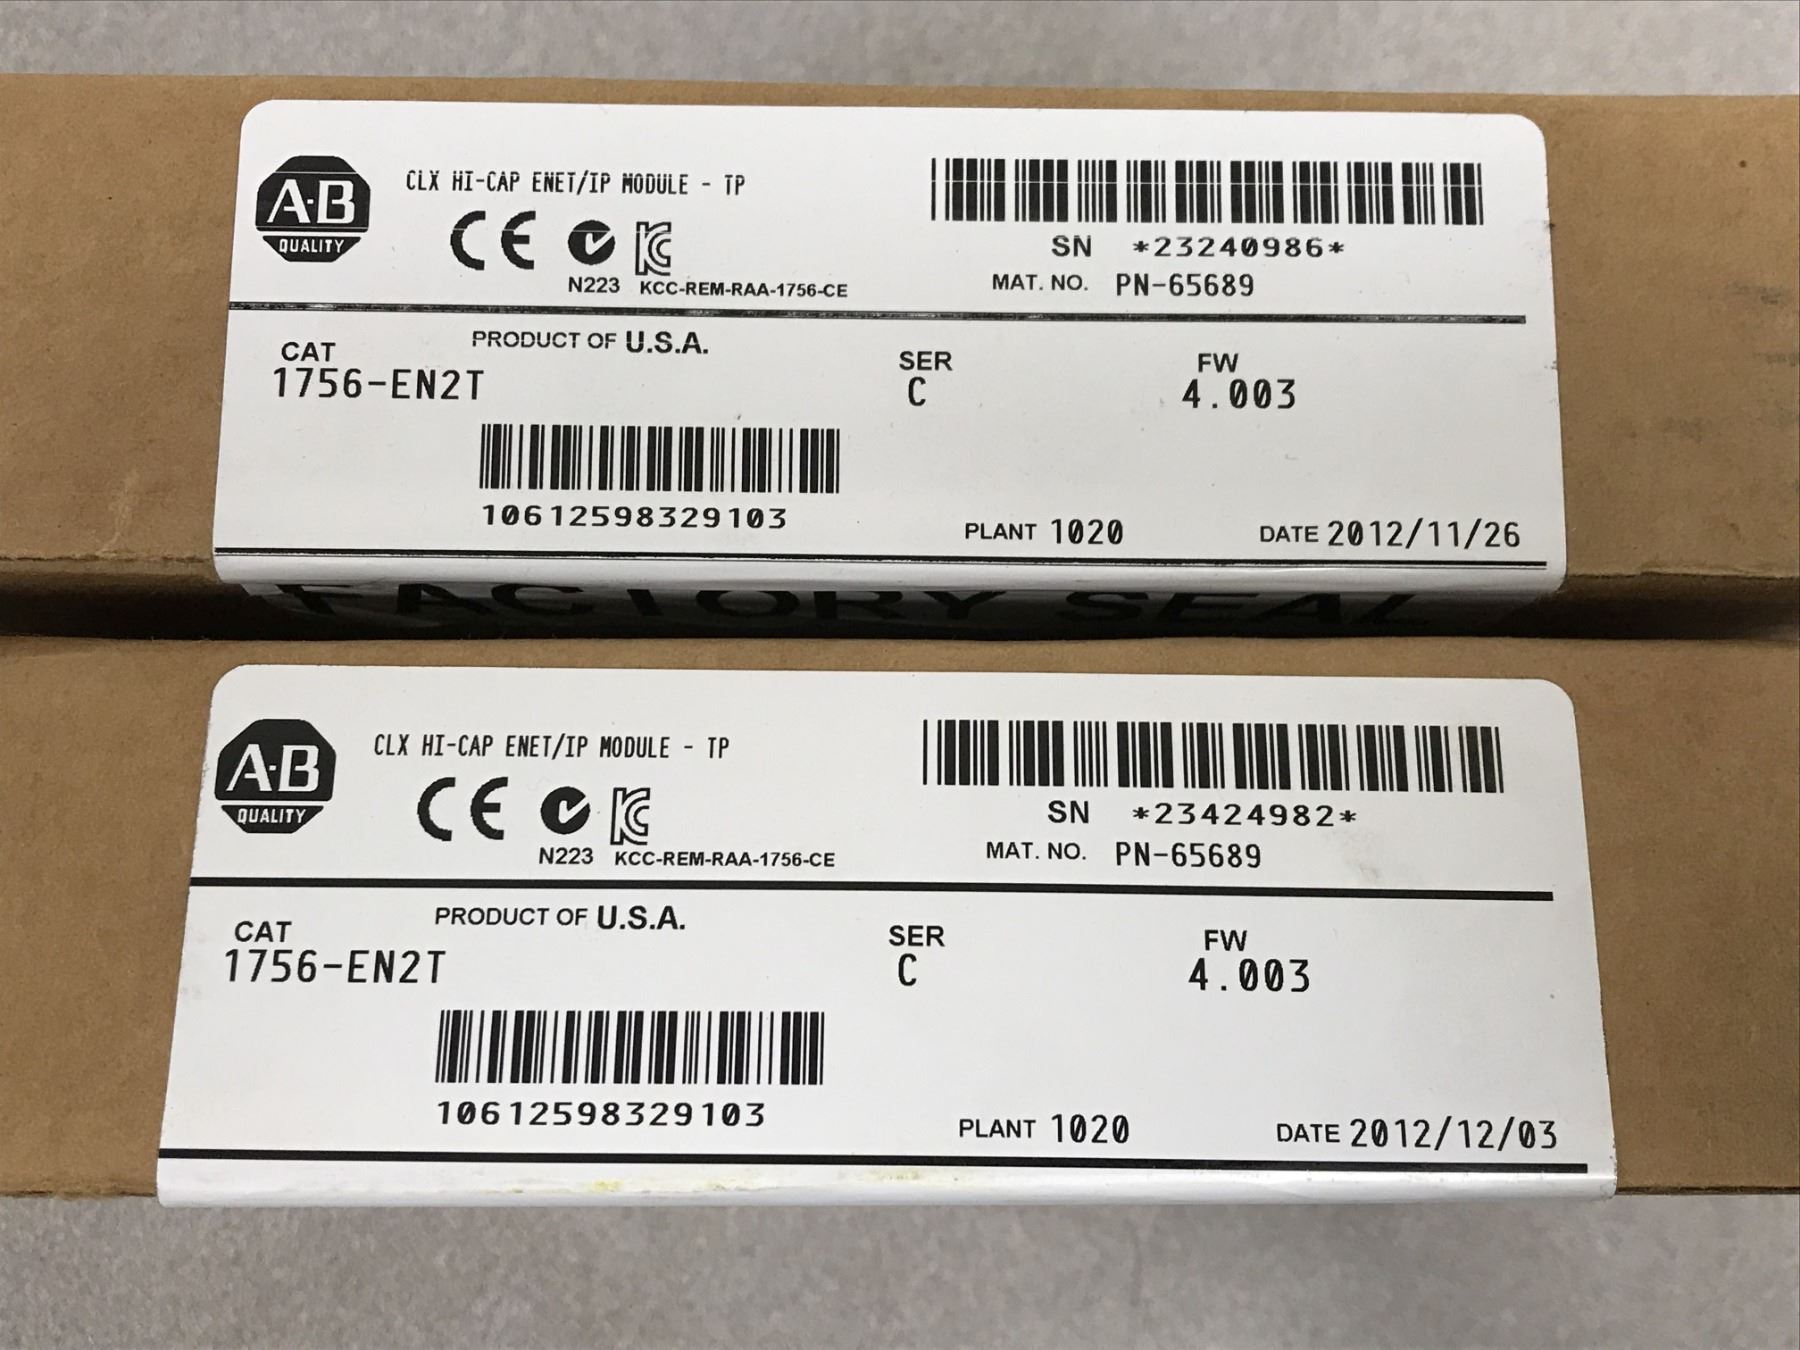 A-B
QUALITY
CLX HI-CAP ENET/IP MODULE - TP
CE
N223 KCC-REM-RAA-1756-CE
SN *23240986*
MAT. NO. PN-65689
CAT
1756-EN2T
PRODUCT OF U.S.A.
SER
C
FW
4.003
10612598329103
PLANT 1020
DATE 2012/11/26
FACTORY SEAL
A-B
QUALITY
CLX HI-CAP ENET/IP MODULE - TP
CE
N223 KCC-REM-RAA-1756-CE
SN *23424982*
MAT. NO. PN-65689
CAT
1756-EN2T
PRODUCT OF U.S.A.
SER
C
FW
4.003
10612598329103
PLANT 1020
DATE 2012/12/03